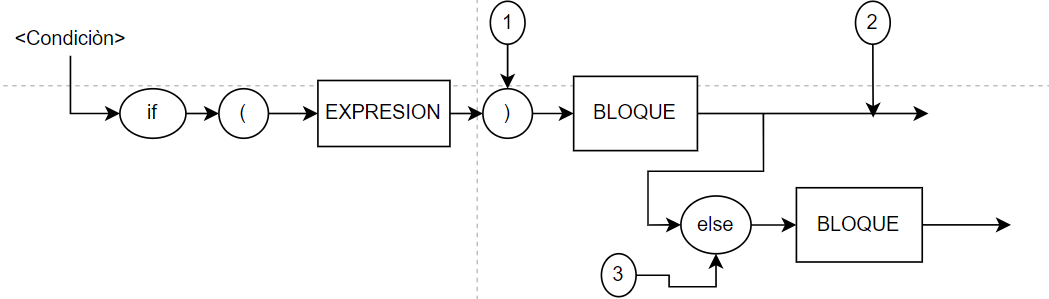 1
2
<Condiciòn>
if
(
EXPRESION
)
BLOQUE
else
BLOQUE
3